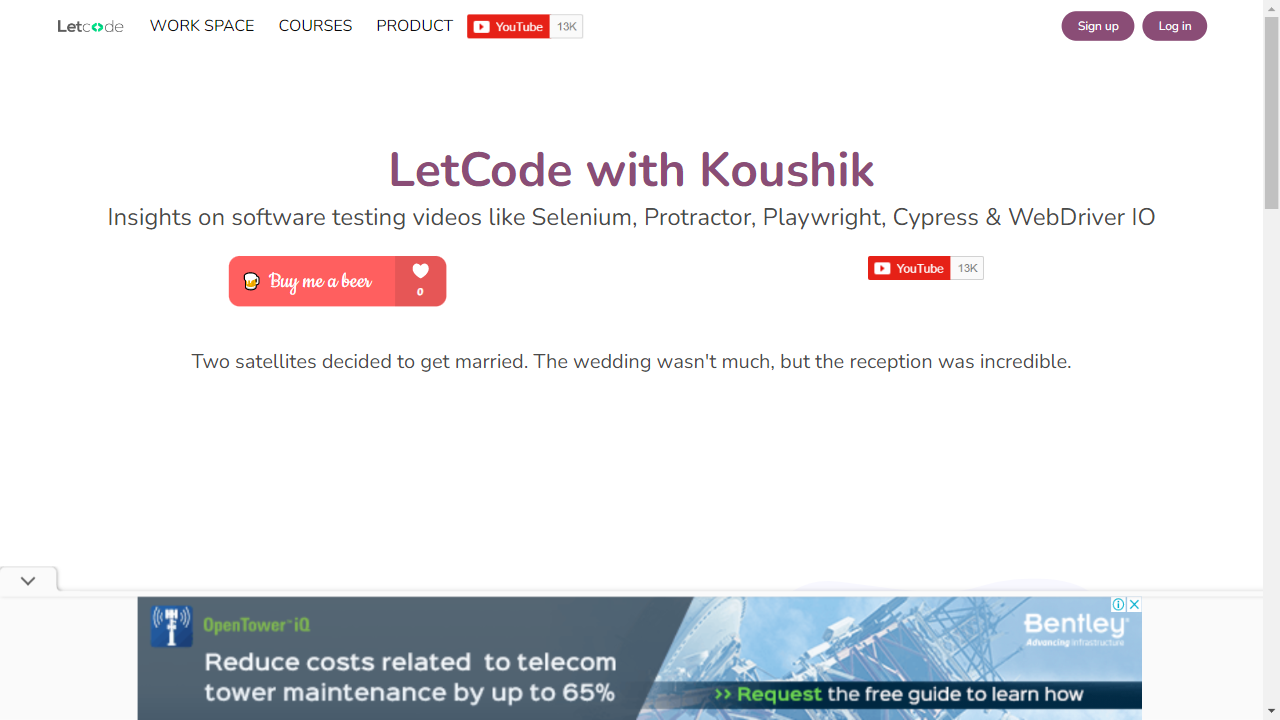 Letcode WORK SPACE COURSES PRODUCT YouTube 13K Sign up Log in
LetCode with Koushik
Insights on software testing videos like Selenium, Protractor, Playwright, Cypress & WebDriver IO
Buy me a beer 0 YouTube 13K
Two satellites decided to get married. The wedding wasn't much, but the reception was incredible.
OpenTower™ iQ
Bentley®
Advancing Infrastructure
Reduce costs related to telecom
tower maintenance by up to 65%
>> Request the free guide to learn how